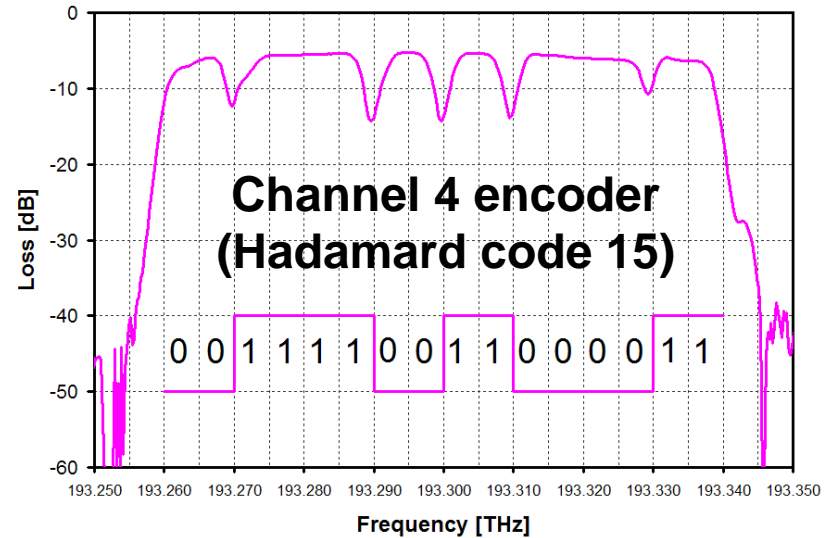 0
-10
-20
-30
-40
-50
-60
Loss [dB]
Channel 4 encoder
(Hadamard code 15)
0 0 1 1 1 1 0 0 1 1 0 0 0 0 1 1
193.250 193.260 193.270 193.280 193.290 193.300 193.310 193.320 193.330 193.340 193.350
Frequency [THz]